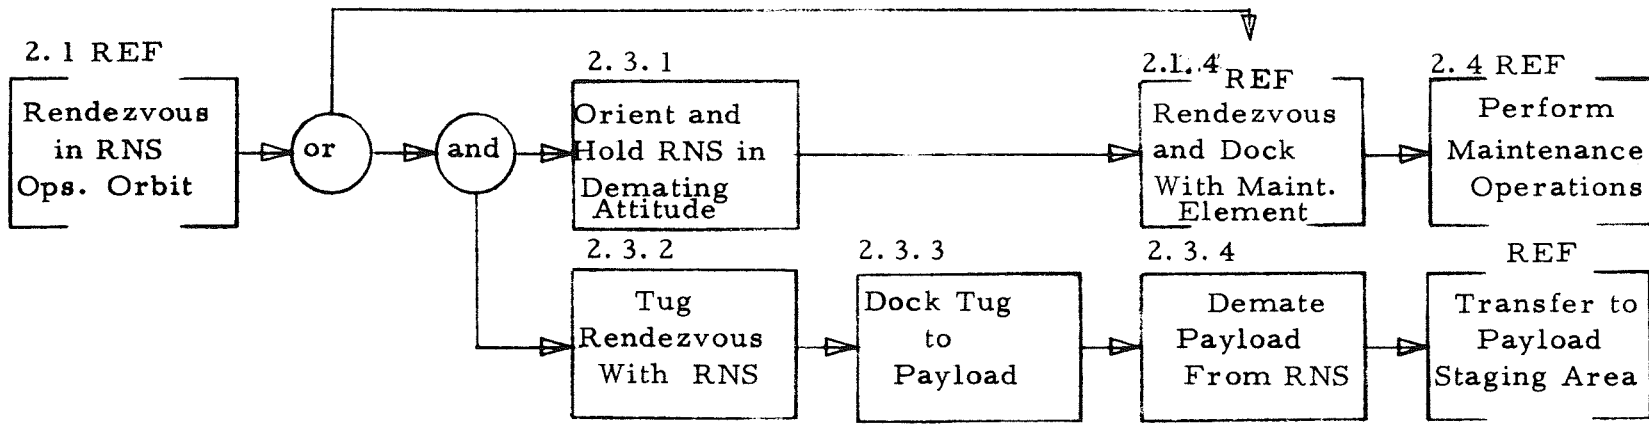 2.1 REF
Rendezvous
in RNS
Ops. Orbit
or
and
2.3.1
Orient and
Hold RNS in
Demating
Attitude
2.1.4
REF
Rendezvous
and Dock
With Maint.
Element
2.4 REF
Perform
Maintenance
Operations
2.3.2
Tug
Rendezvous
With RNS
2.3.3
Dock Tug
to
Payload
2.3.4
Demate
Payload
From RNS
REF
Transfer to
Payload
Staging Area